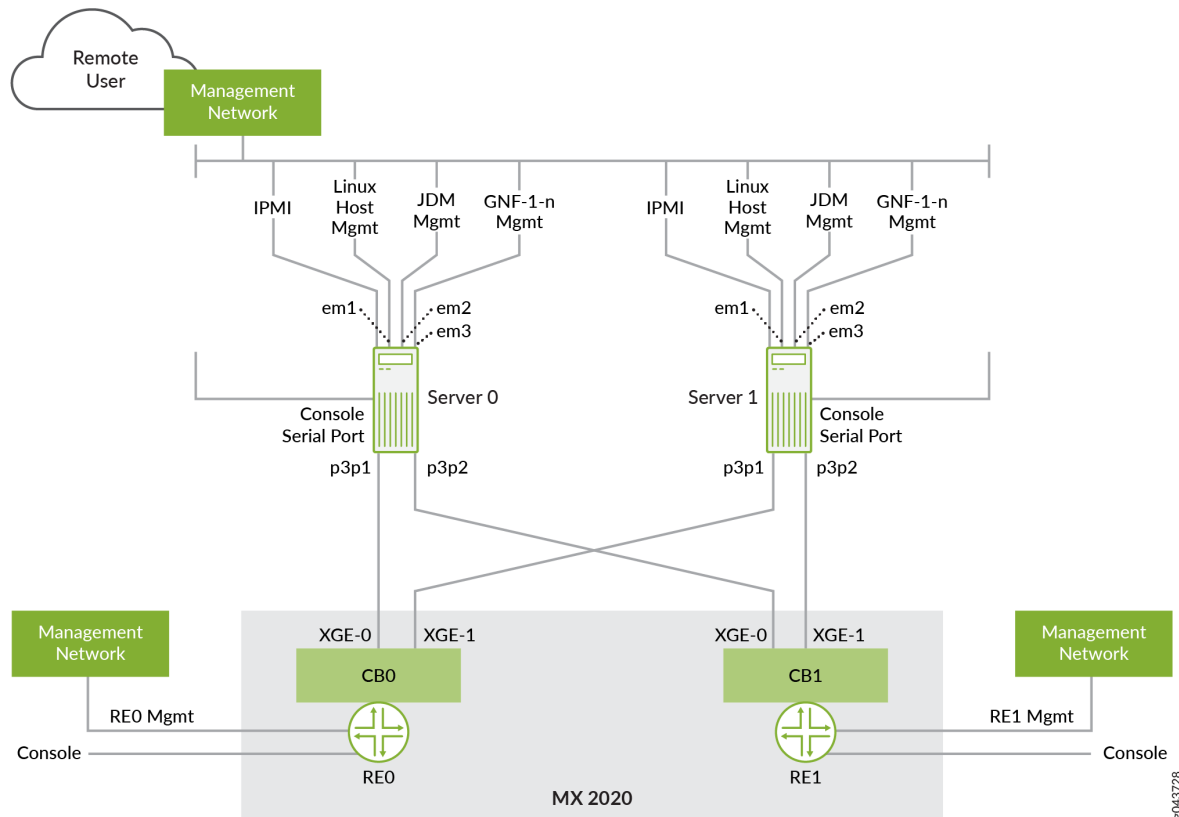 Remote
User
Management
Network
IPMI
Linux
Host
Mgmt
JDM
Mgmt
GNF-1-n
Mgmt
IPMI
Linux
Host
Mgmt
JDM
Mgmt
GNF-1-n
Mgmt
em1
em2
em3
em1
em2
em3
Server 0
Server 1
Console
Serial Port
Console
Serial Port
p3p1
p3p2
p3p1
p3p2
Management
Network
XGE-0
XGE-1
XGE-0
XGE-1
Management
Network
CB0
CB1
RE0 Mgmt
RE1 Mgmt
Console
Console
RE0
RE1
MX 2020
g043728